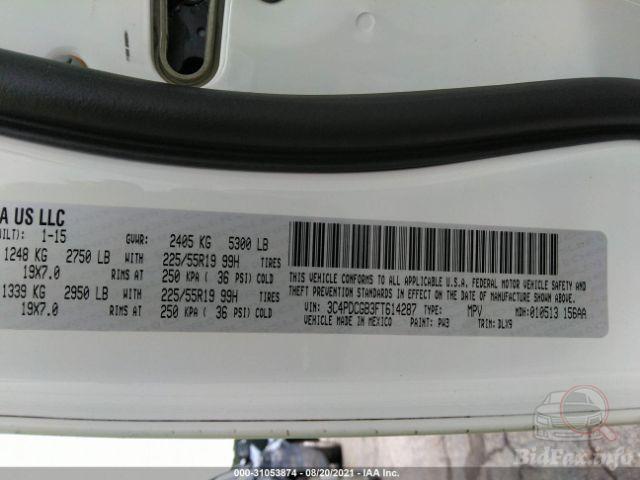 A US LLC
ILT): 1-15 GVWR: 2405 KG 5300 LB
1248 KG 2750 LB WITH 225/55R19 99H TIRES
19X7.0 RIMS AT 250 KPA ( 36 PSI) COLD
1339 KG 2950 LB WITH 225/55R19 99H TIRES
19X7.0 RIMS AT 250 KPA ( 36 PSI) COLD
THIS VEHICLE CONFORMS TO ALL APPLICABLE U.S.A. FEDERAL MOTOR VEHICLE SAFETY AND
THEFT PREVENTION STANDARDS IN EFFECT ON THE DATE OF MANUFACTURE SHOWN ABOVE.
VIN: 3C4PDCGB3FT614287 TYPE: MPV MDH: 010513 156AA
VEHICLE MADE IN MEXICO PAINT: PW3 TRIM: DLX9
BidFax.info
000-31053874 - 08/20/2021 - IAA Inc.